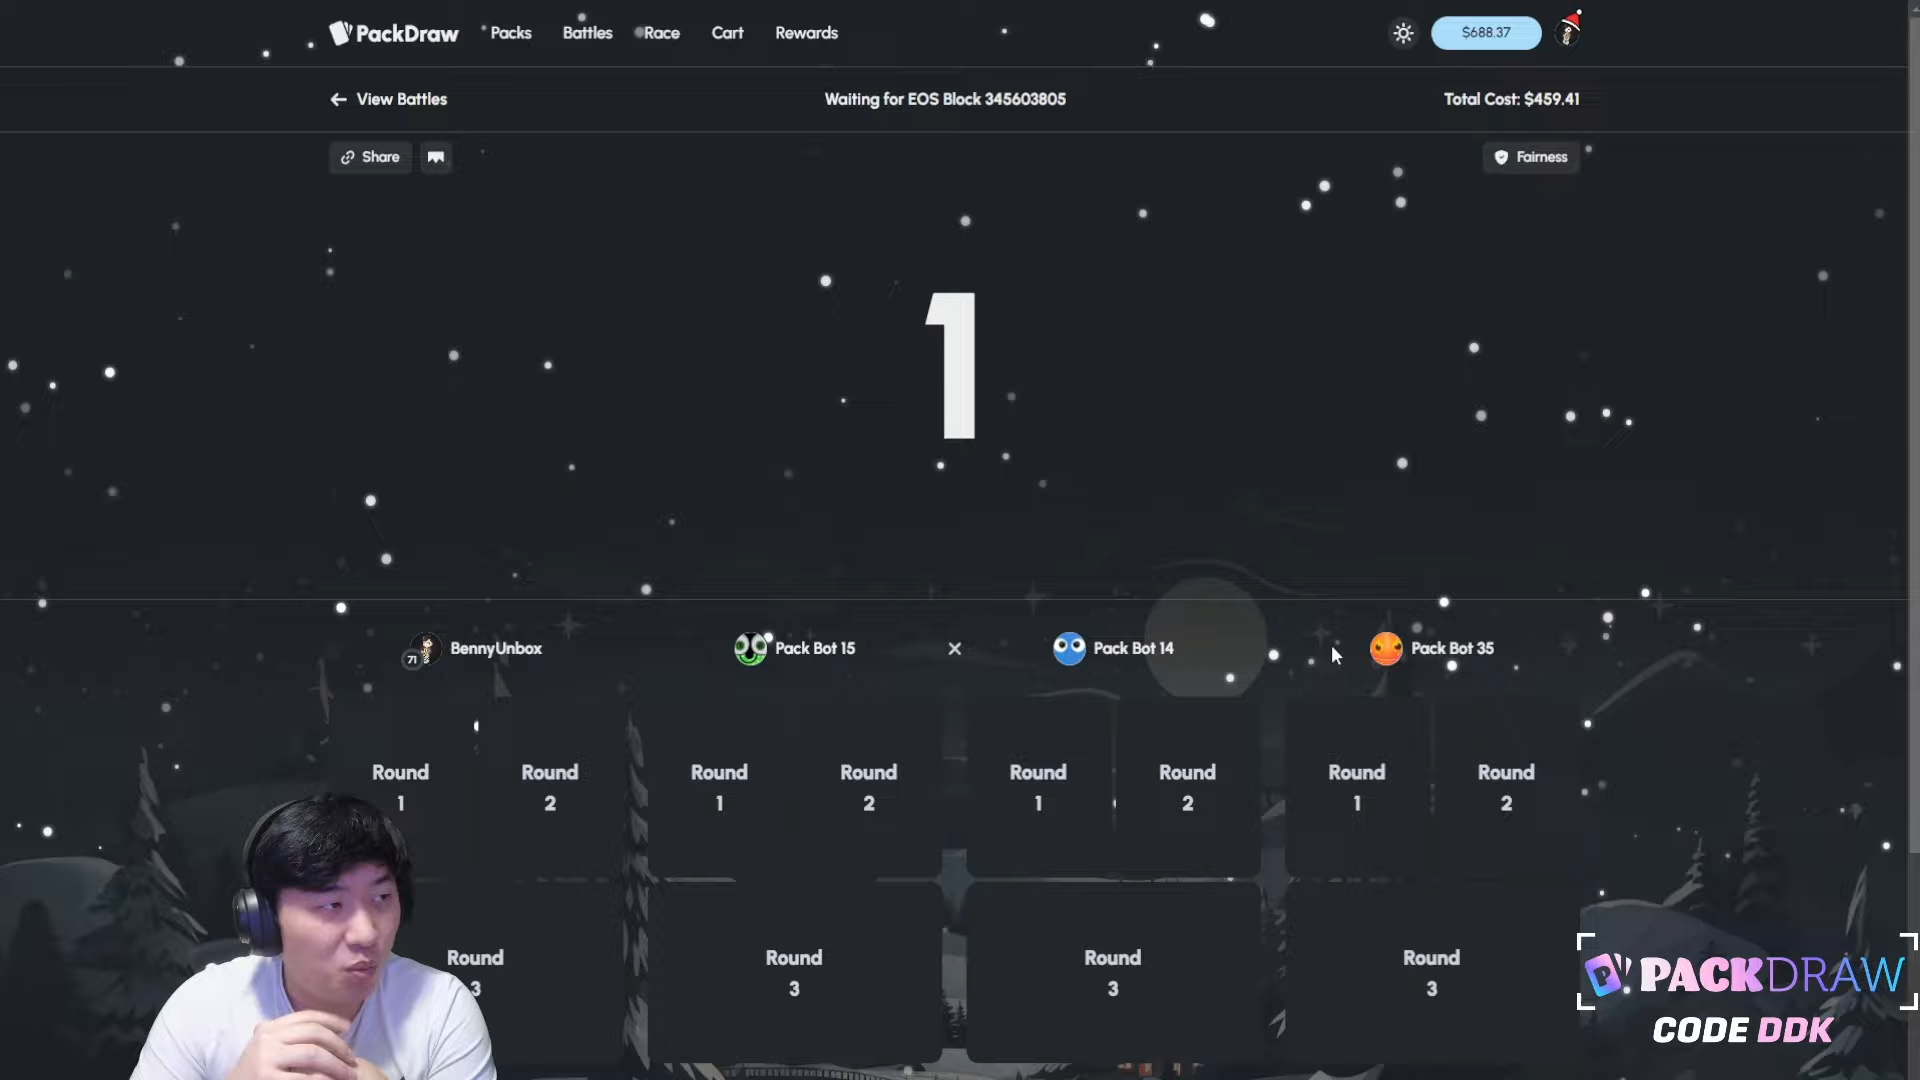 PackDraw Packs Battles Race Cart Rewards $688.37
View Battles Waiting for EOS Block 345603805 Total Cost: $459.41
Share Fairness
1
71 BennyUnbox Pack Bot 15 Pack Bot 14 Pack Bot 35
Round Round Round Round Round Round Round Round
1 2 1 2 1 2 1 2
Round Round Round Round
3 3 3 3
PACKDRAW
CODE DDK